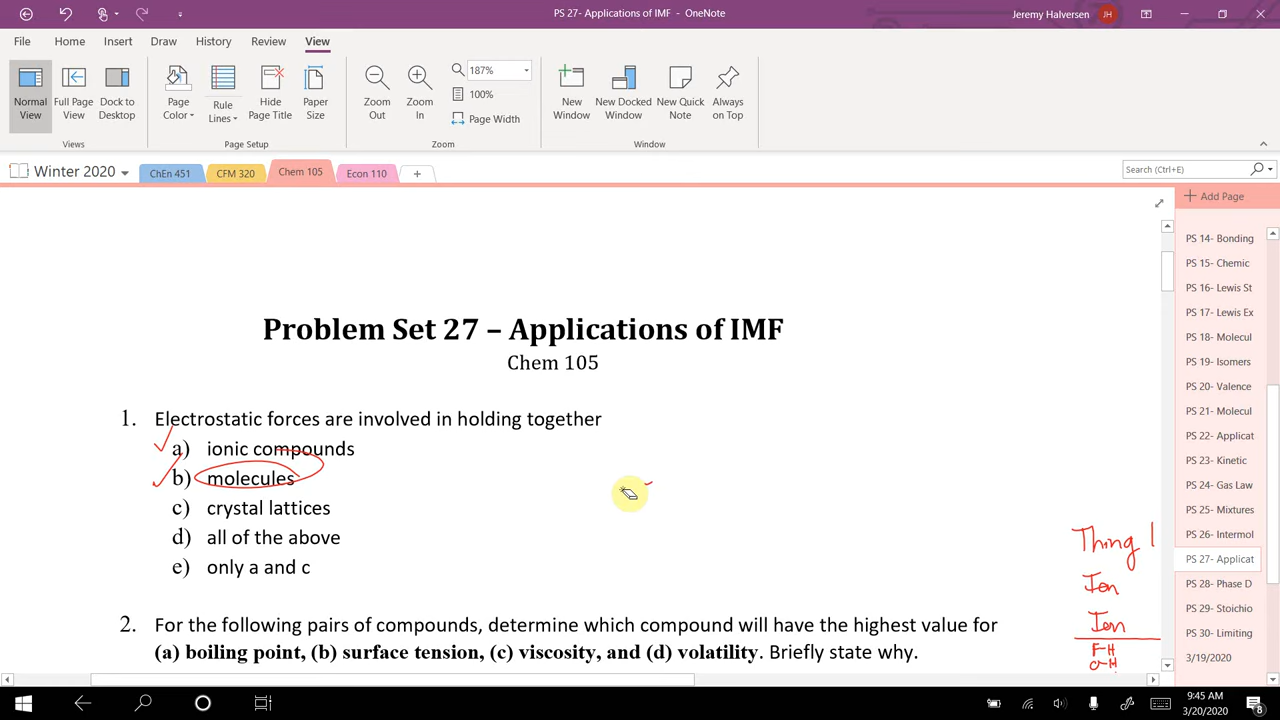 PS 27- Applications of IMF - OneNote
Jeremy Halversen JH
File Home Insert Draw History Review View
Normal View
Full Page View
Dock to Desktop
Views
Page Color
Rule Lines
Hide Page Title
Paper Size
Page Setup
Zoom Out
Zoom In
187%
100%
Page Width
Zoom
New Window
New Docked Window
New Quick Note
Always on Top
Window
Winter 2020 ChEn 451 CFM 320 Chem 105 Econ 110 +
Search (Ctrl+E)
Add Page
PS 14- Bonding
PS 15- Chemic
PS 16- Lewis St
PS 17- Lewis Ex
PS 18- Molecul
PS 19- Isomers
PS 20- Valence
PS 21- Molecul
PS 22- Applicat
PS 23- Kinetic
PS 24- Gas Law
PS 25- Mixtures
PS 26- Intermol
PS 27- Applicat
PS 28- Phase D
PS 29- Stoichio
PS 30- Limiting
3/19/2020
Problem Set 27 – Applications of IMF
Chem 105
1. Electrostatic forces are involved in holding together
a) ionic compounds
b) molecules
c) crystal lattices
d) all of the above
e) only a and c
2. For the following pairs of compounds, determine which compound will have the highest value for
(a) boiling point, (b) surface tension, (c) viscosity, and (d) volatility. Briefly state why.
Thing 1
Ion
Ion
F-H
O-H
9:45 AM
3/20/2020
8